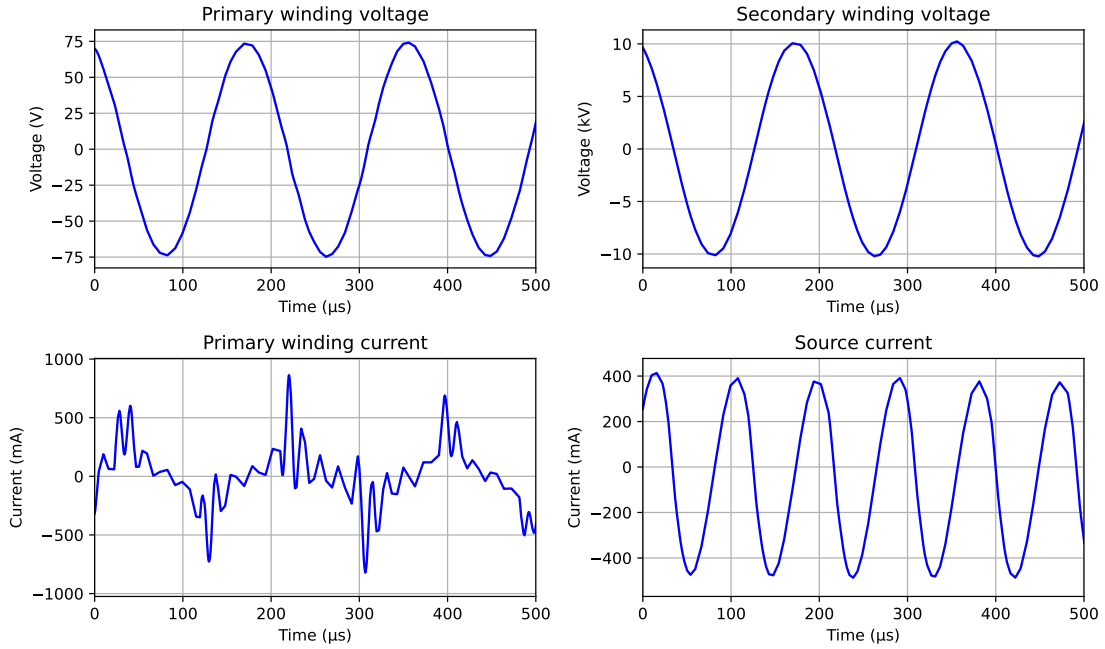 Primary winding voltage
75
50
25
0
−25
−50
−75
Voltage (V)
0 100 200 300 400 500
Time (µs)
Secondary winding voltage
10
5
0
−5
−10
Voltage (kV)
0 100 200 300 400 500
Time (µs)
Primary winding current
1000
500
0
−500
−1000
Current (mA)
0 100 200 300 400 500
Time (µs)
Source current
400
200
0
−200
−400
Current (mA)
0 100 200 300 400 500
Time (µs)